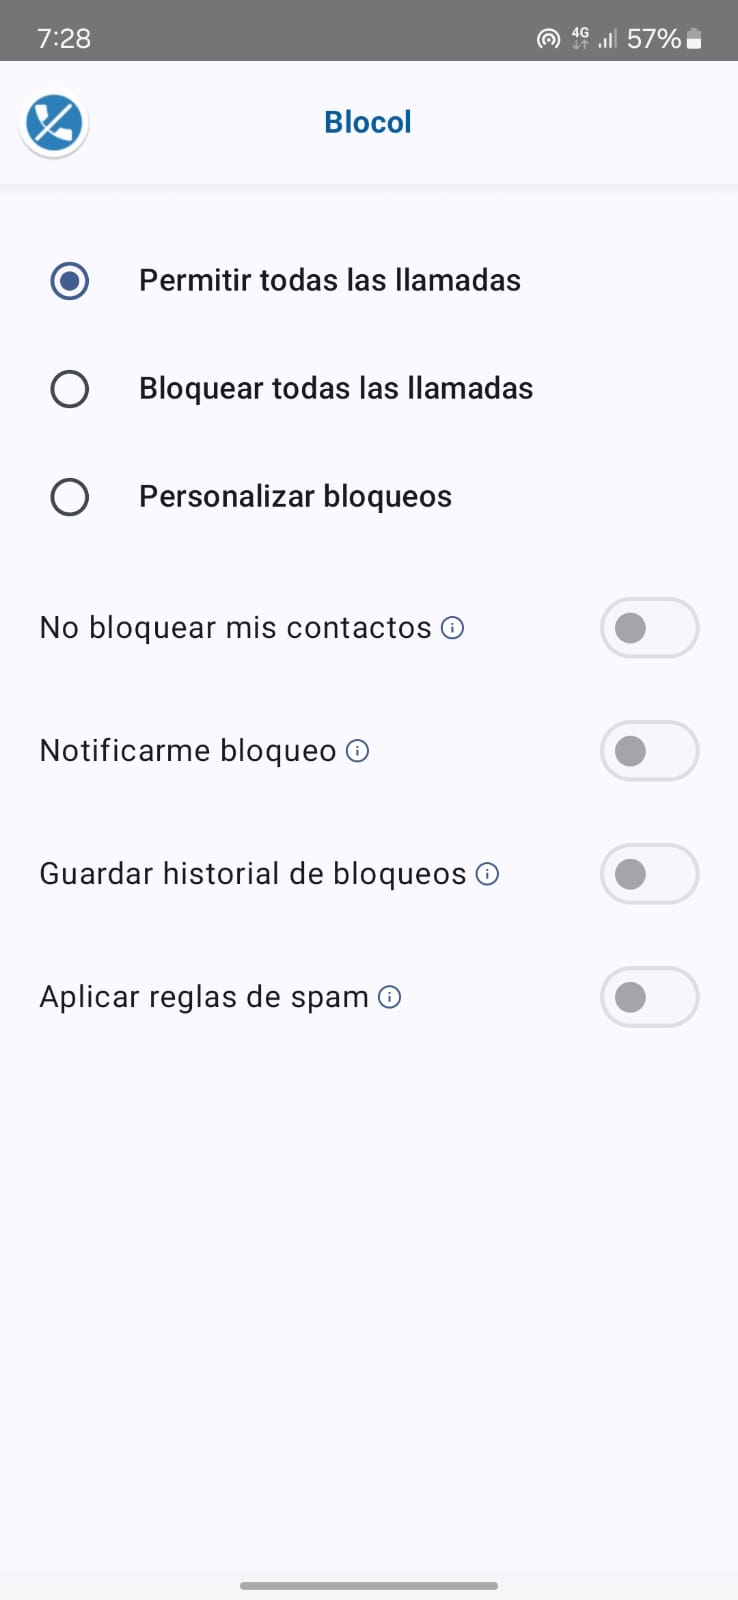 7:28
4G 57%
Blocol
Permitir todas las llamadas
Bloquear todas las llamadas
Personalizar bloqueos
No bloquear mis contactos
Notificarme bloqueo
Guardar historial de bloqueos
Aplicar reglas de spam